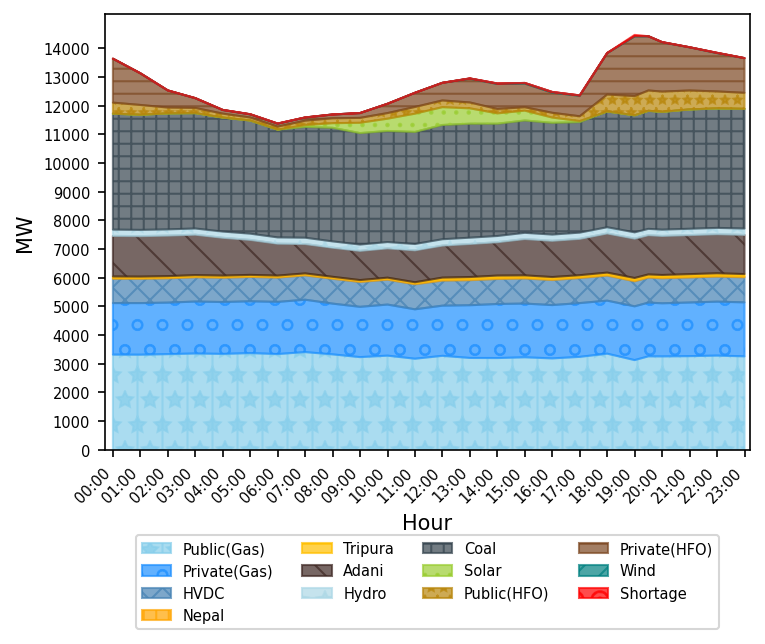 14000
13000
12000
11000
10000
9000
8000
7000
6000
5000
4000
3000
2000
1000
0
MW
00:00 01:00 02:00 03:00 04:00 05:00 06:00 07:00 08:00 09:00 10:00 11:00 12:00 13:00 14:00 15:00 16:00 17:00 18:00 19:00 20:00 21:00 22:00 23:00
Hour
Public(Gas) Tripura Coal Private(HFO)
Private(Gas) Adani Solar Wind
HVDC Hydro Public(HFO) Shortage
Nepal